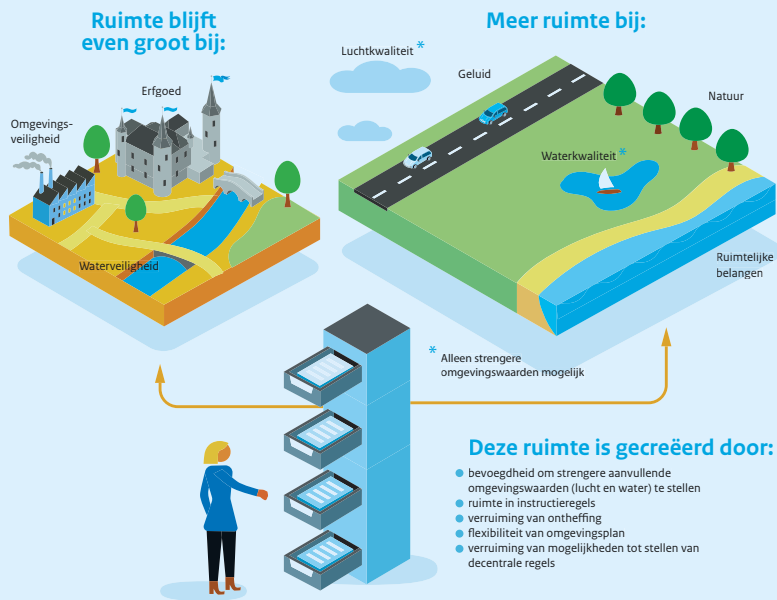 Ruimte blijft
even groot bij:
Erfgoed
Omgevings-
veiligheid
Waterveiligheid
Meer ruimte bij:
Luchtkwaliteit *
Geluid
Natuur
Waterkwaliteit *
Ruimtelijke
belangen
* Alleen strengere
omgevingswaarden mogelijk
Deze ruimte is gecreëerd door:
● bevoegdheid om strengere aanvullende
omgevingswaarden (lucht en water) te stellen
● ruimte in instructieregels
● verruiming van ontheffing
● flexibiliteit van omgevingsplan
● verruiming van mogelijkheden tot stellen van
decentrale regels